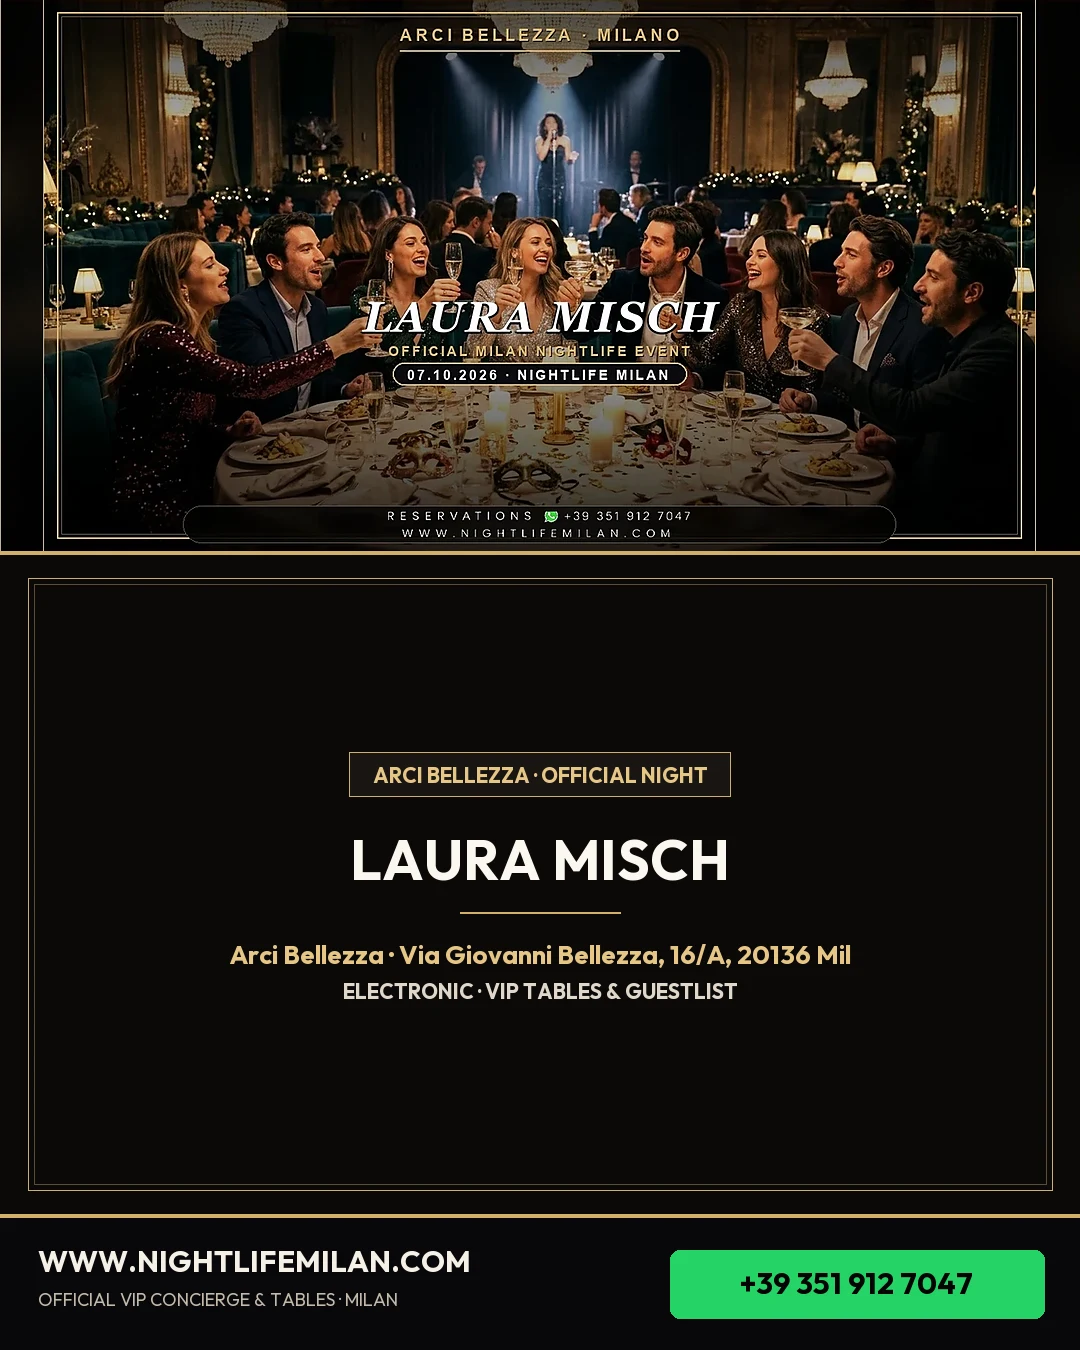 ARCI BELLEZZA · MILANO
LAURA MISCH
OFFICIAL MILAN NIGHTLIFE EVENT
07.10.2026 · NIGHTLIFE MILAN
RESERVATIONS +39 351 912 7047
WWW.NIGHTLIFEMILAN.COM
ARCI BELLEZZA · OFFICIAL NIGHT
LAURA MISCH
Arci Bellezza · Via Giovanni Bellezza, 16/A, 20136 Mil
ELECTRONIC · VIP TABLES & GUESTLIST
WWW.NIGHTLIFEMILAN.COM
OFFICIAL VIP CONCIERGE & TABLES · MILAN
+39 351 912 7047